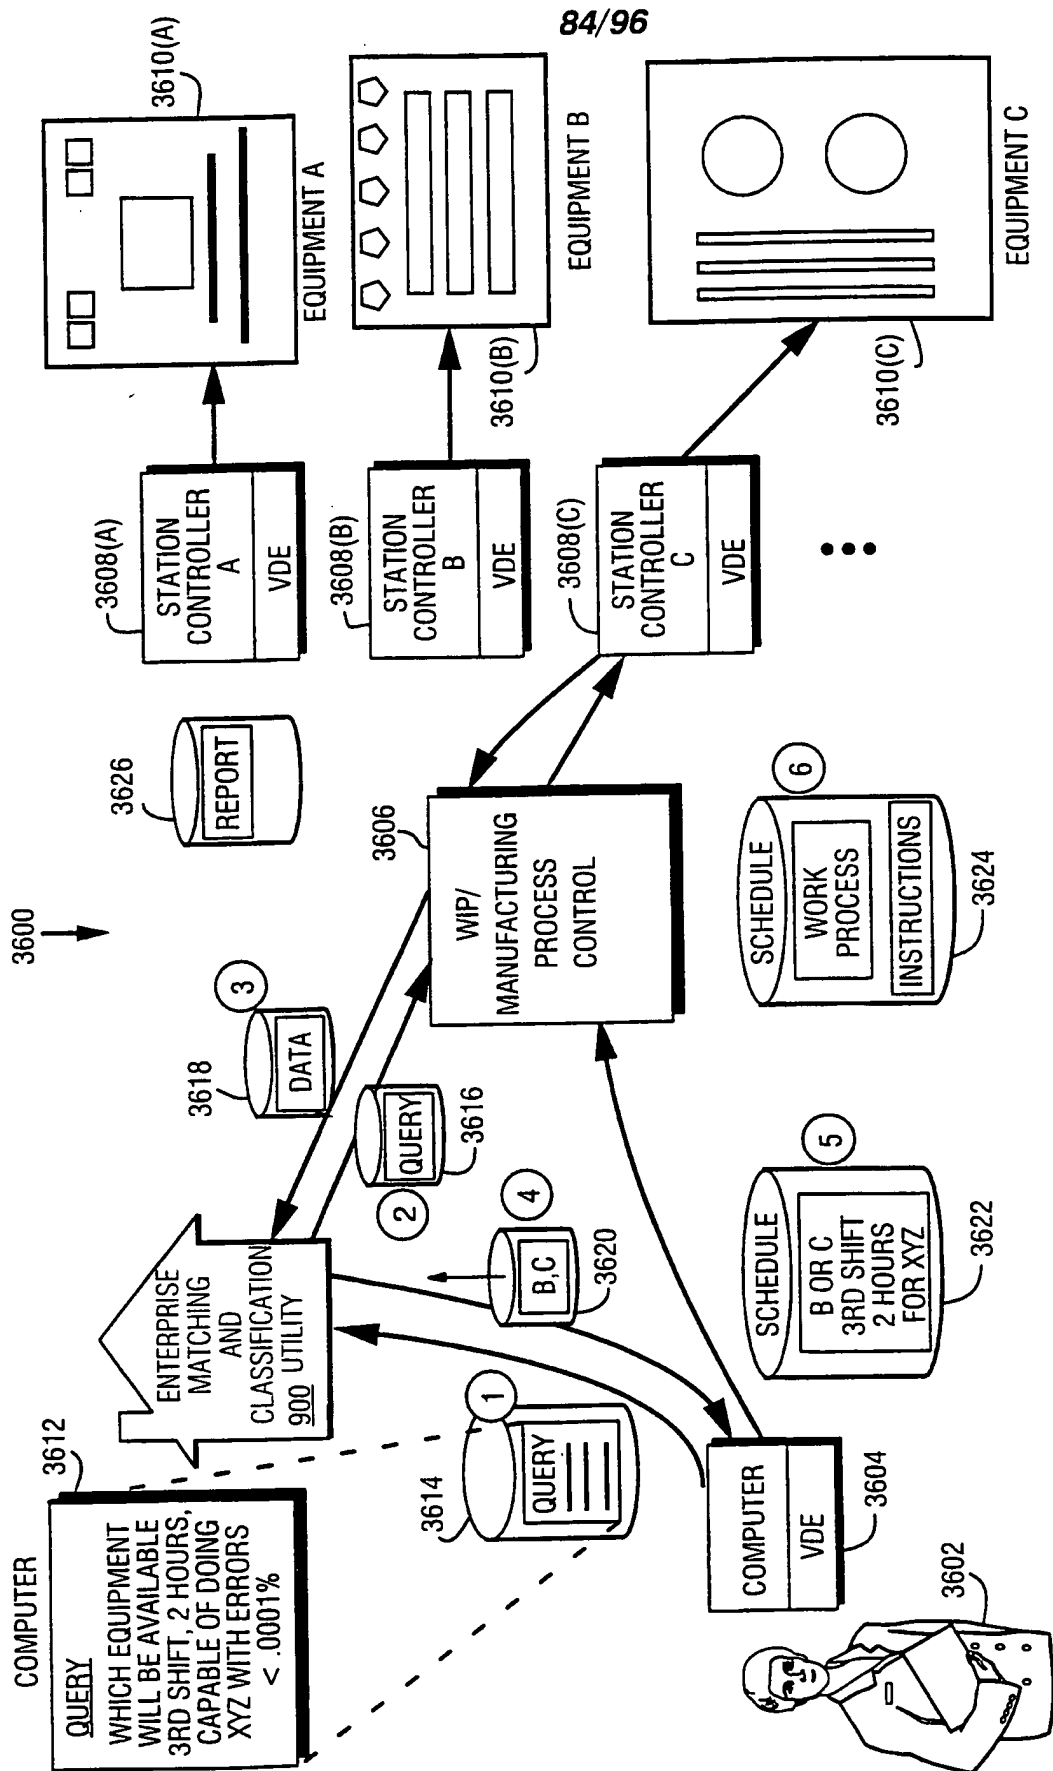 84/96
3600
COMPUTER
3612
QUERY
WHICH EQUIPMENT
WILL BE AVAILABLE
3RD SHIFT, 2 HOURS,
CAPABLE OF DOING
XYZ WITH ERRORS
< .0001%
ENTERPRISE
MATCHING
AND
CLASSIFICATION
900 UTILITY
3618
DATA
3
3626
REPORT
3608(A)
STATION
CONTROLLER
A
VDE
3610(A)
EQUIPMENT A
3614
QUERY
1
2
QUERY
3616
3606
WIP/
MANUFACTURING
PROCESS
CONTROL
3608(B)
STATION
CONTROLLER
B
VDE
3610(B)
EQUIPMENT B
4
B,C
3620
3608(C)
STATION
CONTROLLER
C
VDE
3610(C)
EQUIPMENT C
COMPUTER
VDE
3604
3602
SCHEDULE
5
B OR C
3RD SHIFT
2 HOURS
FOR XYZ
3622
SCHEDULE
6
WORK
PROCESS
INSTRUCTIONS
3624